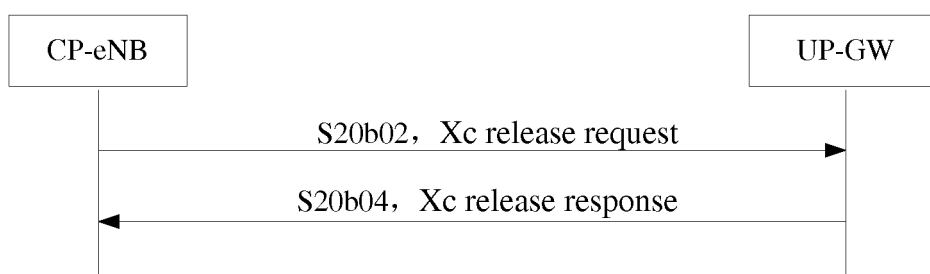 CP-eNB
UP-GW
S20b02，Xc release request
S20b04，Xc release response